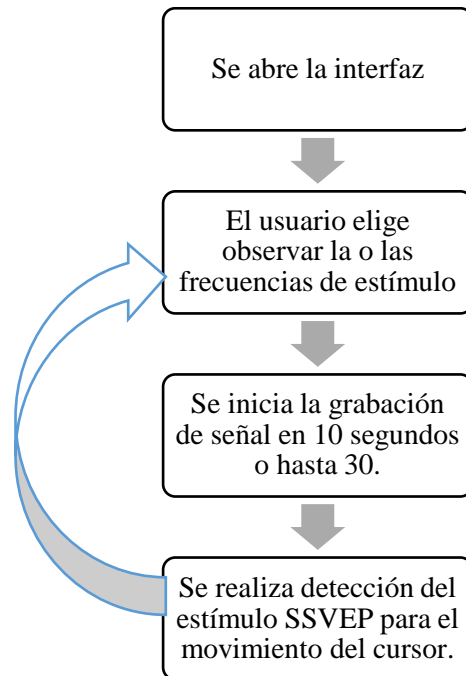 Se abre la interfaz
El usuario elige
observar la o las
frecuencias de estímulo
Se inicia la grabación
de señal en 10 segundos
o hasta 30.
Se realiza detección del
estímulo SSVEP para el
movimiento del cursor.